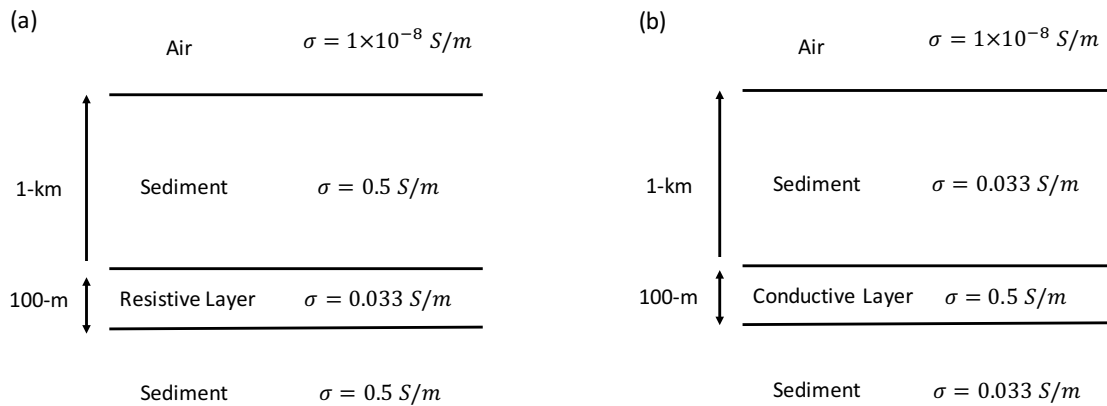 (a)
Air σ = 1×10⁻⁸ S/m
1-km Sediment σ = 0.5 S/m
100-m Resistive Layer σ = 0.033 S/m
Sediment σ = 0.5 S/m
(b)
Air σ = 1×10⁻⁸ S/m
1-km Sediment σ = 0.033 S/m
100-m Conductive Layer σ = 0.5 S/m
Sediment σ = 0.033 S/m